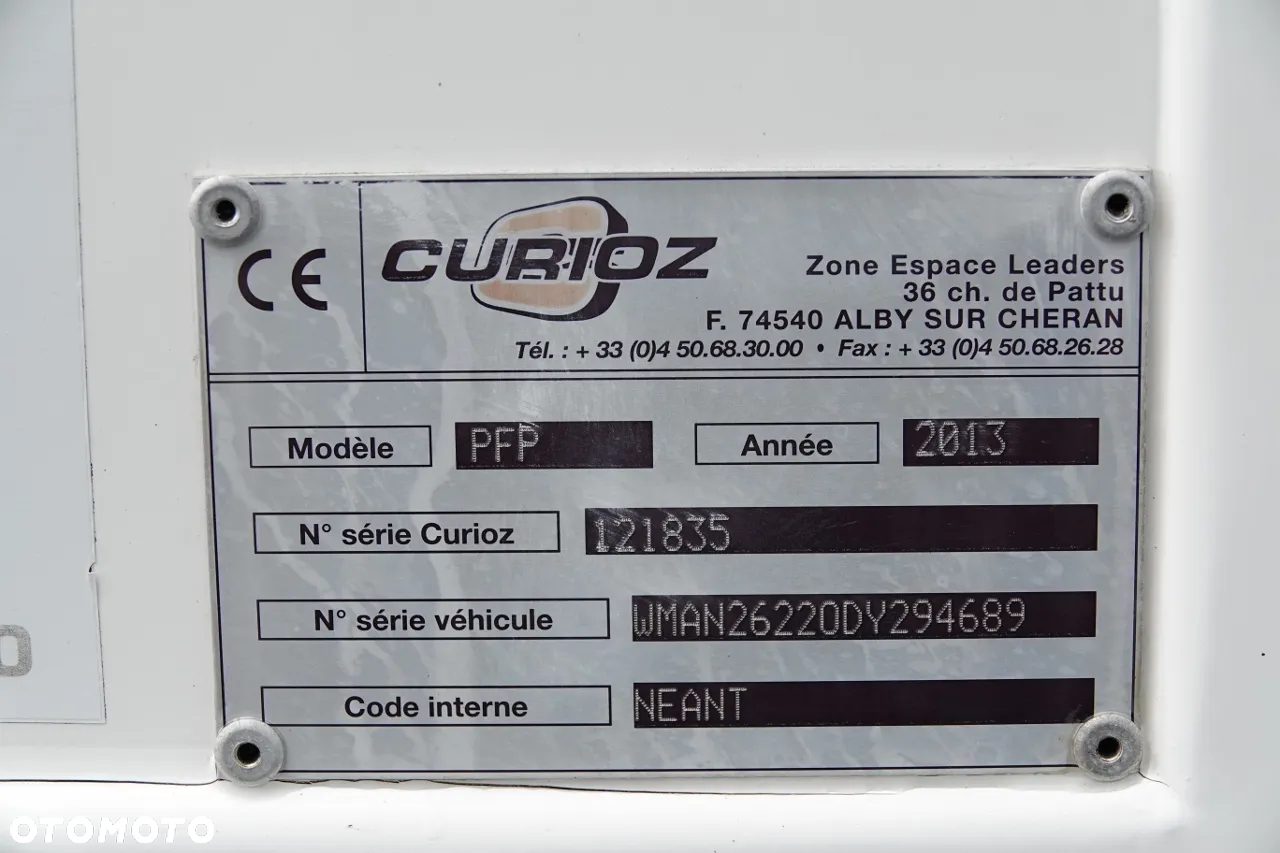 CE
CURIOZ
Zone Espace Leaders
36 ch. de Pattu
F. 74540 ALBY SUR CHERAN
Tél. : + 33 (0)4 50.68.30.00 • Fax : + 33 (0)4 50.68.26.28
Modèle PFP Année 2013
N° série Curioz 121835
N° série véhicule WMAN26220DY294689
Code interne NEANT
OTOMOTO